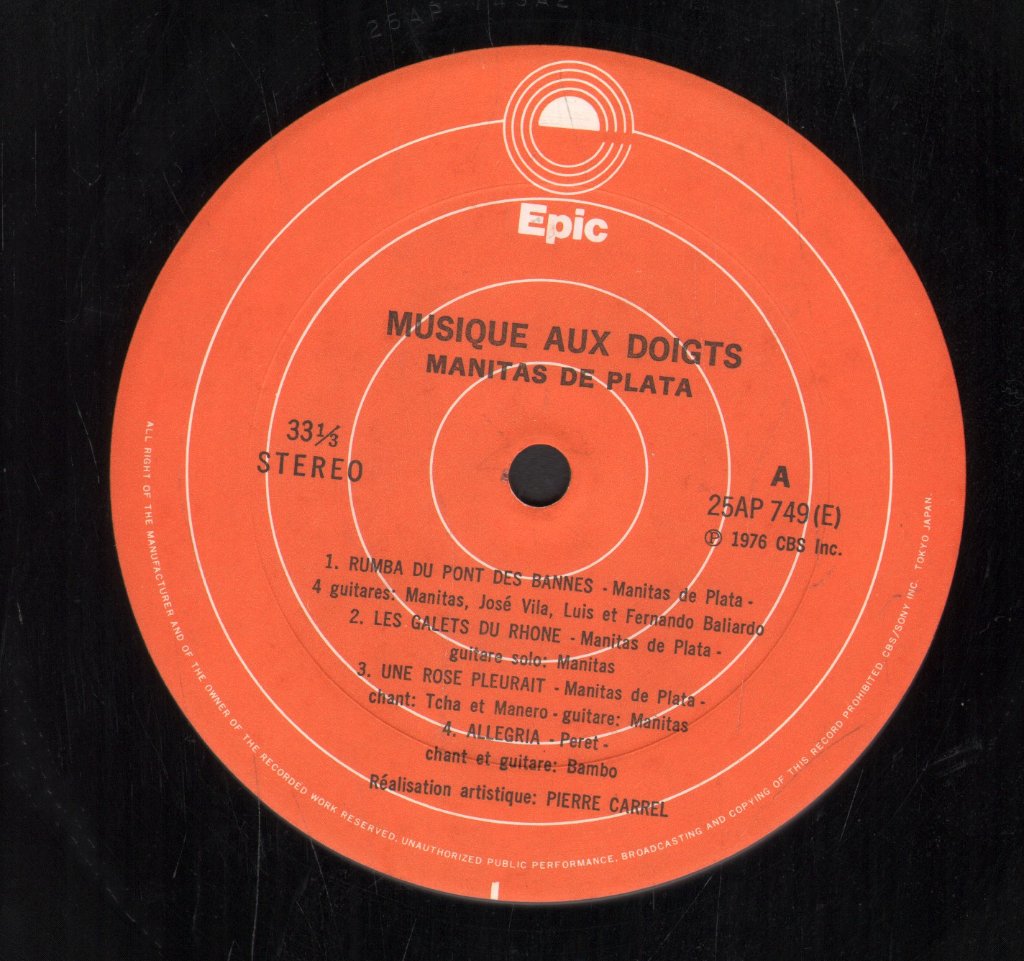 Epic
MUSIQUE AUX DOIGTS
MANITAS DE PLATA
33⅓
STEREO
A
25AP 749 (E)
Ⓟ 1976 CBS Inc.
1. RUMBA DU PONT DES BANNES - Manitas de Plata -
4 guitares: Manitas, José Vila, Luis et Fernando Baliardo
2. LES GALETS DU RHONE - Manitas de Plata -
guitare solo: Manitas
3. UNE ROSE PLEURAIT - Manitas de Plata -
chant: Tcha et Manero - guitare: Manitas
4. ALLEGRIA - Peret -
chant et guitare: Bambo
Réalisation artistique: PIERRE CARREL
ALL RIGHT OF THE MANUFACTURER AND OF THE OWNER OF THE RECORDED WORK RESERVED. UNAUTHORIZED PUBLIC PERFORMANCE. BROADCASTING AND COPYING OF THIS RECORD PROHIBITED CBS/SONY INC. TOKYO JAPAN.